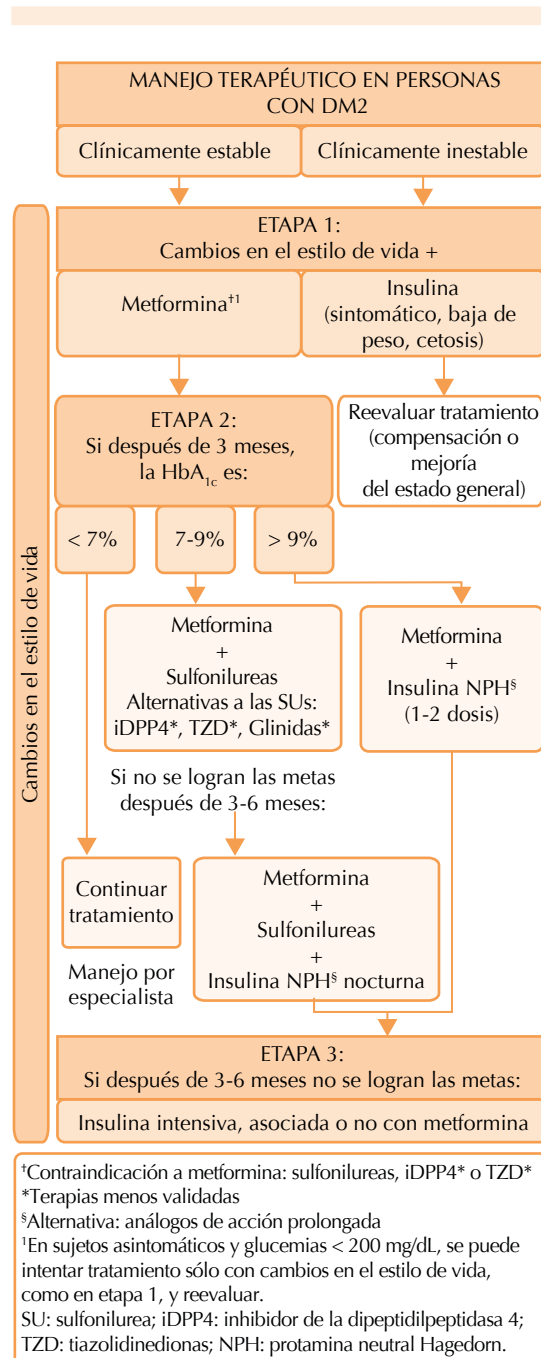 MANEJO TERAPÉUTICO EN PERSONAS
CON DM2
Clínicamente estable
Clínicamente inestable
Cambios en el estilo de vida
ETAPA 1:
Cambios en el estilo de vida +
Metformina†1
Insulina
(sintomático, baja de
peso, cetosis)
ETAPA 2:
Si después de 3 meses,
la HbA1c es:
Reevaluar tratamiento
(compensación o
mejoría
del estado general)
< 7%
7-9%
> 9%
Metformina
+
Sulfonilureas
Alternativas a las SUs:
iDPP4*, TZD*, Glinidas*
Metformina
+
Insulina NPH§
(1-2 dosis)
Si no se logran las metas
después de 3-6 meses:
Continuar
tratamiento
Metformina
+
Sulfonilureas
+
Insulina NPH§ nocturna
Manejo por
especialista
ETAPA 3:
Si después de 3-6 meses no se logran las metas:
Insulina intensiva, asociada o no con metformina
†Contraindicación a metformina: sulfonilureas, iDPP4* o TZD*
*Terapias menos validadas
§Alternativa: análogos de acción prolongada
1En sujetos asintomáticos y glucemias < 200 mg/dL, se puede
intentar tratamiento sólo con cambios en el estilo de vida,
como en etapa 1, y reevaluar.
SU: sulfonilurea; iDPP4: inhibidor de la dipeptidilpeptidasa 4;
TZD: tiazolidinedionas; NPH: protamina neutral Hagedorn.